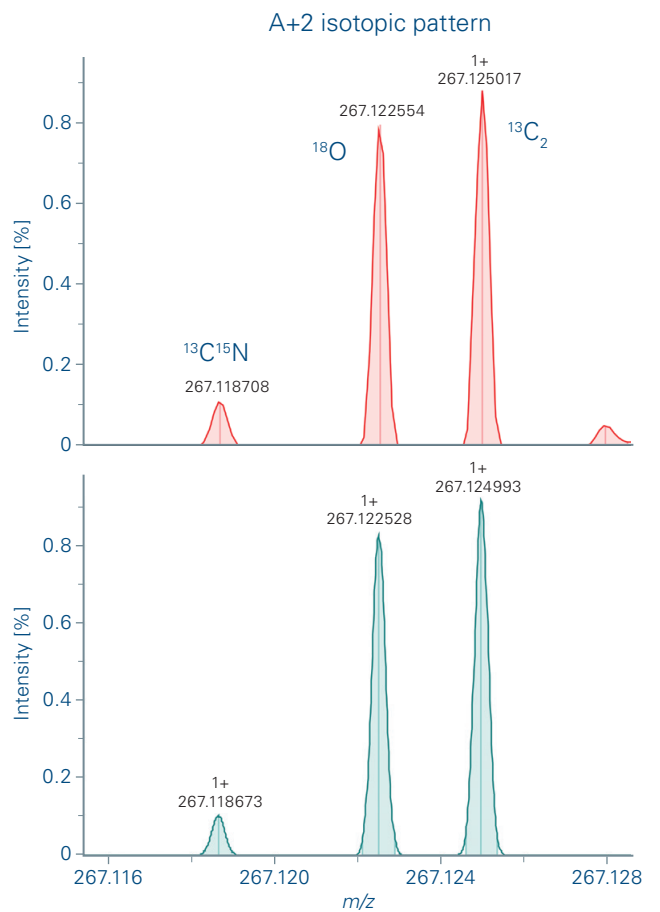 A+2 isotopic pattern
1+
267.125017
267.122554
¹³C₂
¹⁸O
0.8
0.6
Intensity [%]
0.4
¹³C¹⁵N
267.118708
0.2
0
1+
267.124993
1+
267.122528
0.8
0.6
Intensity [%]
0.4
1+
267.118673
0.2
0
267.116 267.120 267.124 267.128
m/z